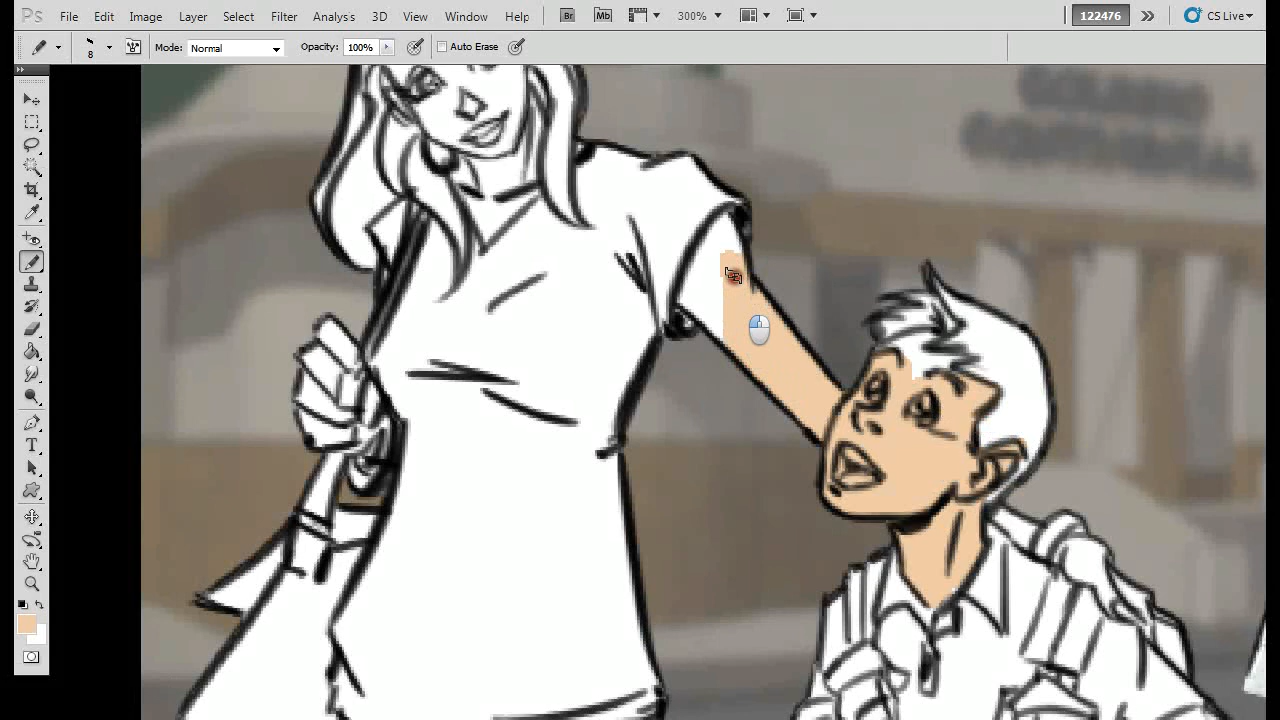 Ps File Edit Image Layer Select Filter Analysis 3D View Window Help Br Mb 300% 122476 CS Live
8 Mode: Normal Opacity: 100% Auto Erase
T